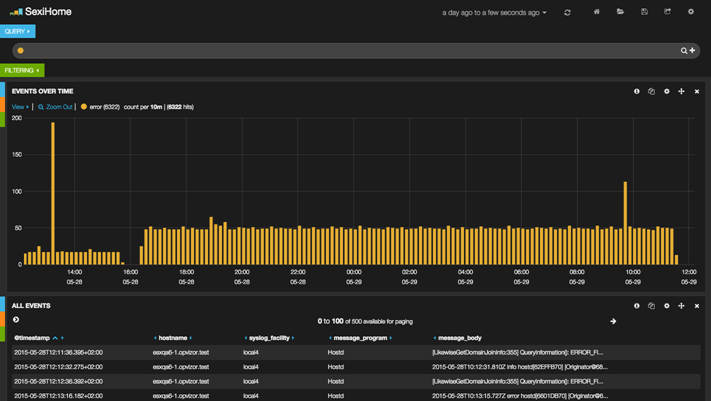 SexiHome
a day ago to a few seconds ago
QUERY
FILTERING
EVENTS OVER TIME
View | Zoom Out | error (6322) count per 10m | (6322 hits)
200
150
100
50
0
14:00 16:00 18:00 20:00 22:00 00:00 02:00 04:00 06:00 08:00 10:00 12:00
05-28 05-28 05-28 05-28 05-28 05-29 05-29 05-29 05-29 05-29 05-29 05-29
ALL EVENTS
0 to 100 of 500 available for paging
@timestamp hostname syslog_facility message_program message_body
2015-05-28T12:11:36.395+02:00 esxqa6-1.opvizor.test local4 Hostd [LikewiseGetDomainJoinInfo:355] QueryInformation(): ERROR_FI...
2015-05-28T12:12:32.275+02:00 esxqa6-1.opvizor.test local4 Hostd 2015-05-28T10:12:31.810Z info hostd[62EFFB70] [Originator@68...
2015-05-28T12:12:36.392+02:00 esxqa6-1.opvizor.test local4 Hostd [LikewiseGetDomainJoinInfo:355] QueryInformation(): ERROR_FI...
2015-05-28T12:13:16.182+02:00 esxqa6-1.opvizor.test local4 Hostd 2015-05-28T10:13:15.727Z error hostd[6601DB70] [Originator@68...